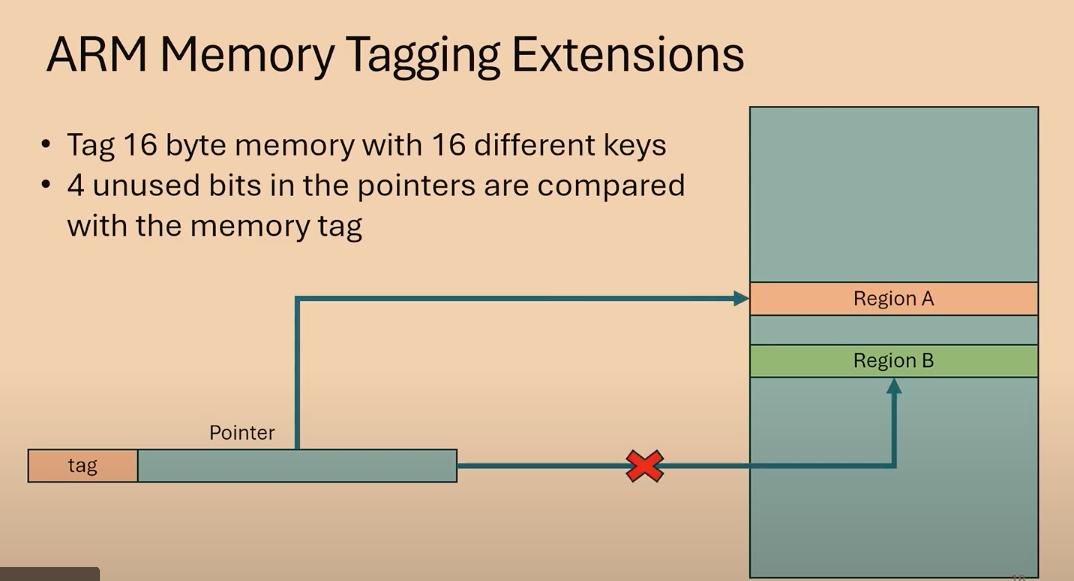 ARM Memory Tagging Extensions
• Tag 16 byte memory with 16 different keys
• 4 unused bits in the pointers are compared
with the memory tag
Region A
Region B
Pointer
tag